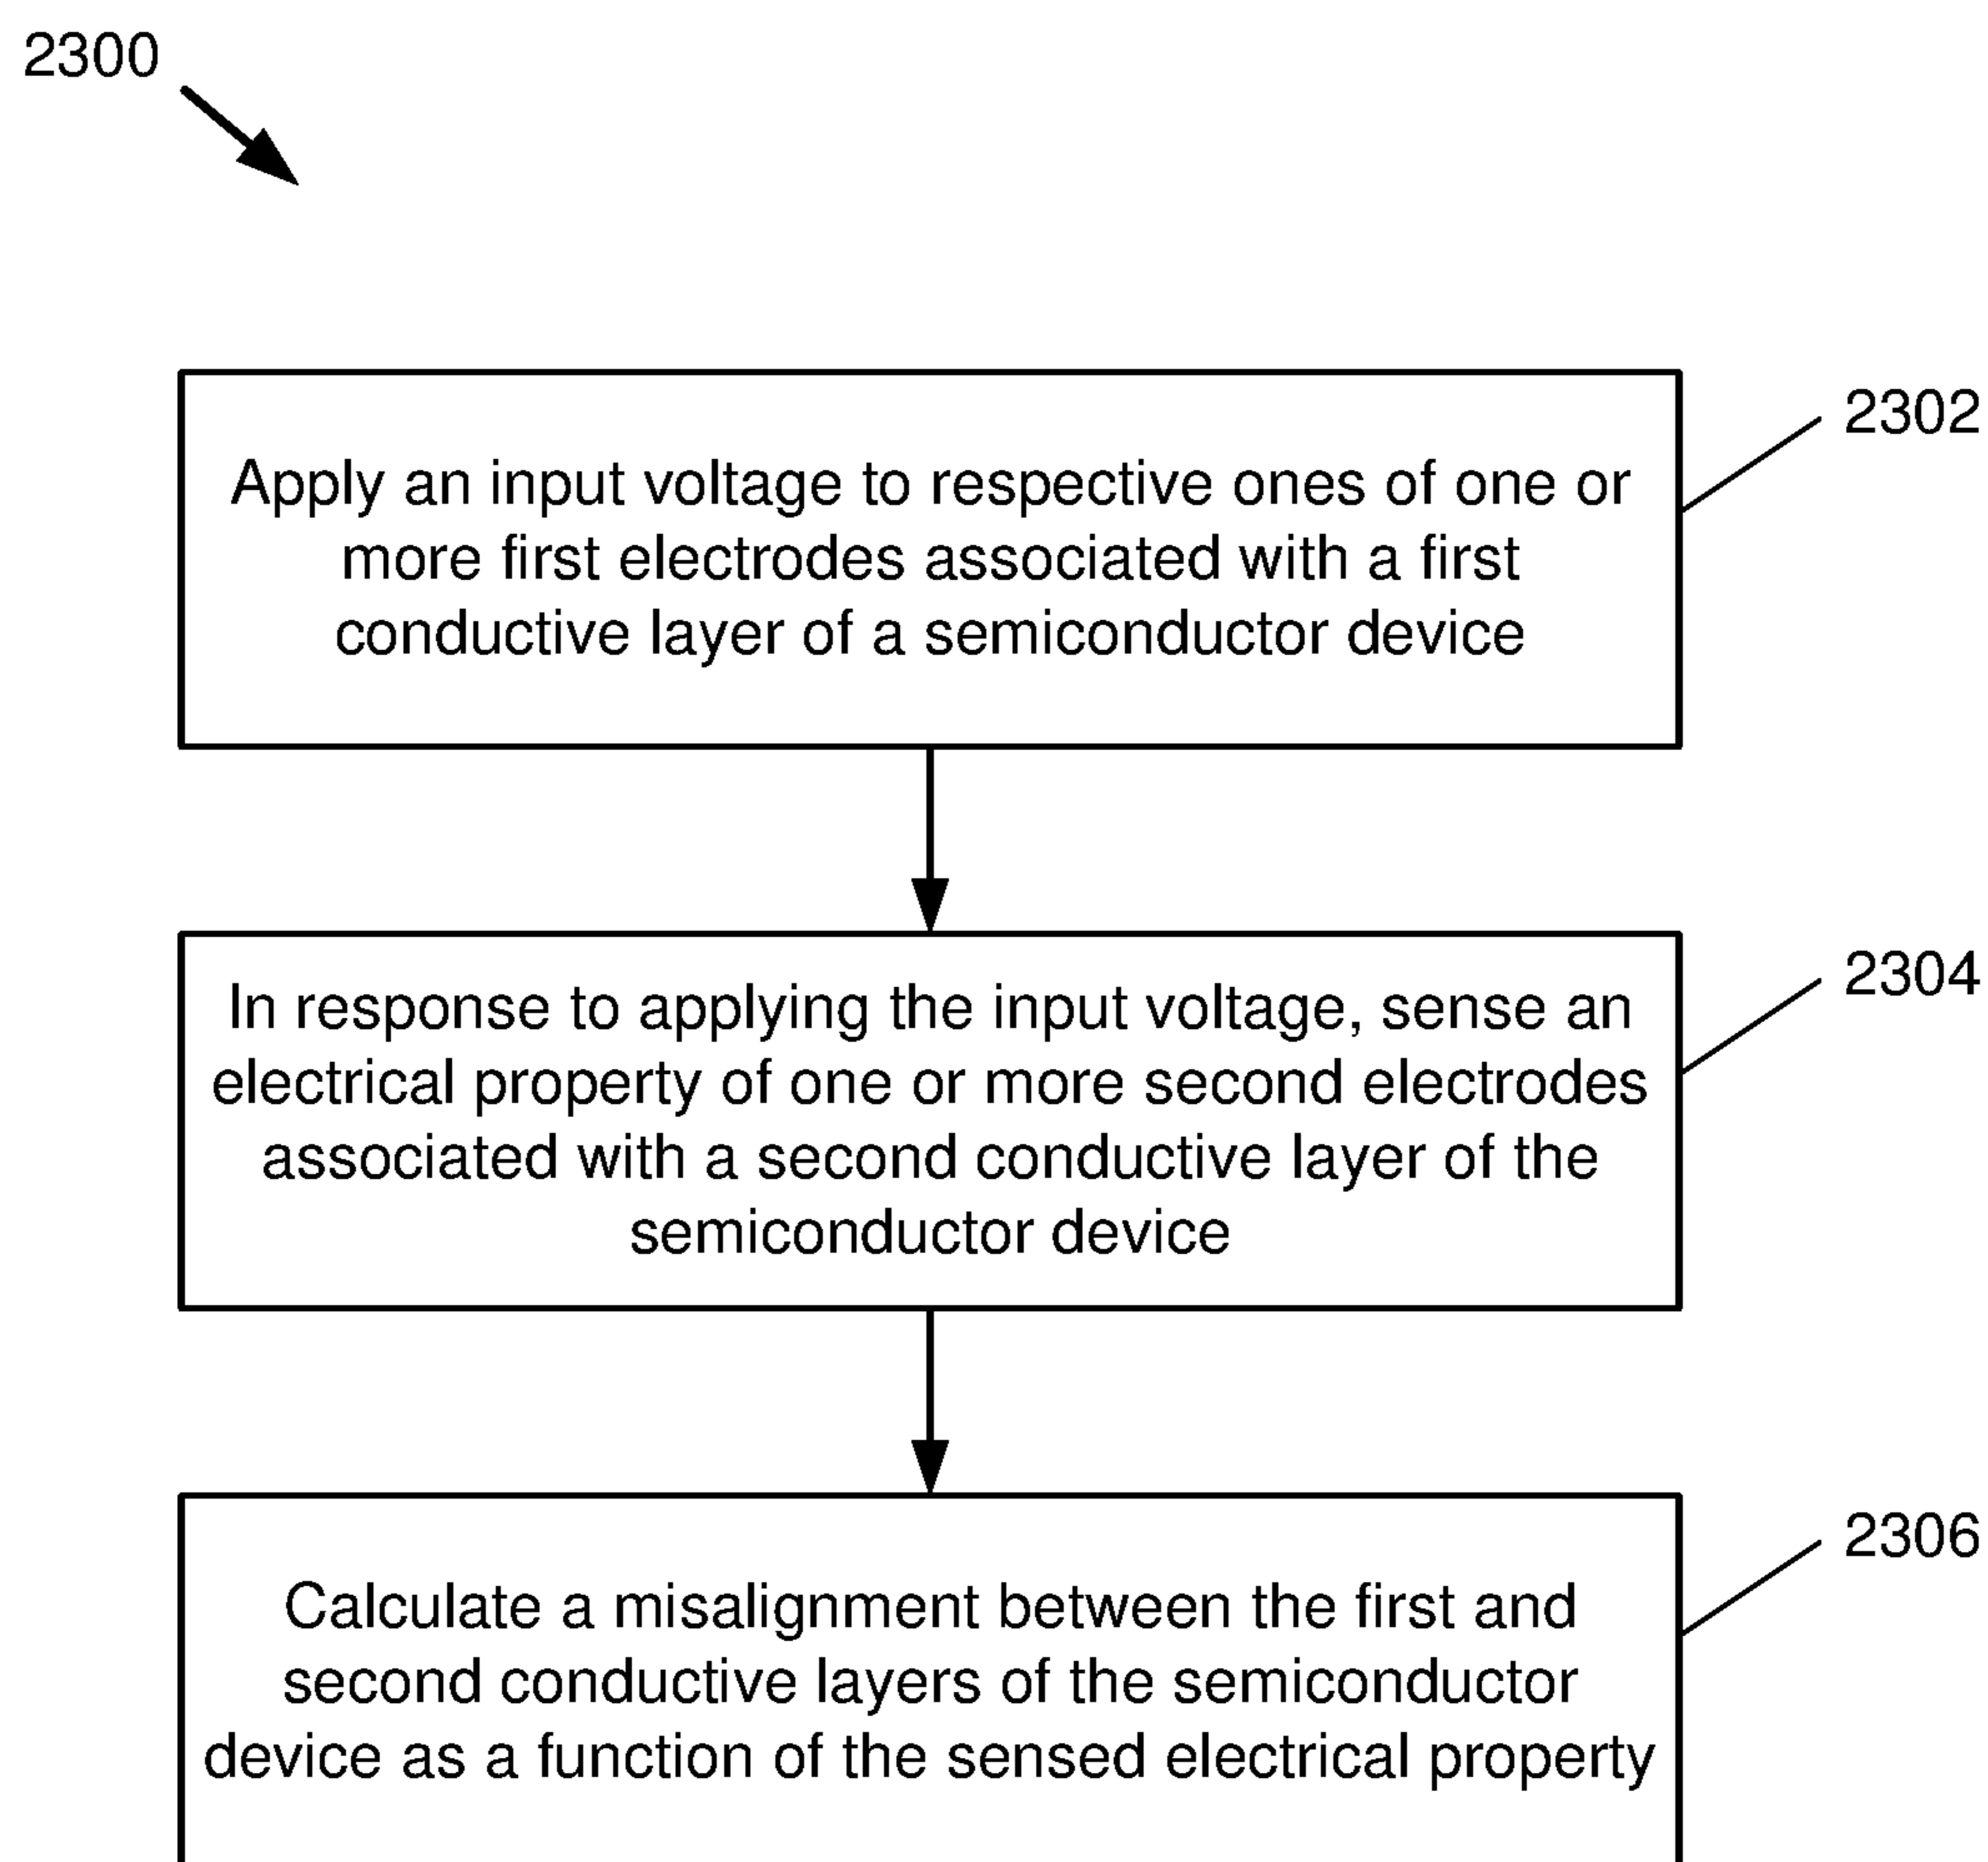 2300
2302
Apply an input voltage to respective ones of one or
more first electrodes associated with a first
conductive layer of a semiconductor device
2304
In response to applying the input voltage, sense an
electrical property of one or more second electrodes
associated with a second conductive layer of the
semiconductor device
2306
Calculate a misalignment between the first and
second conductive layers of the semiconductor
device as a function of the sensed electrical property